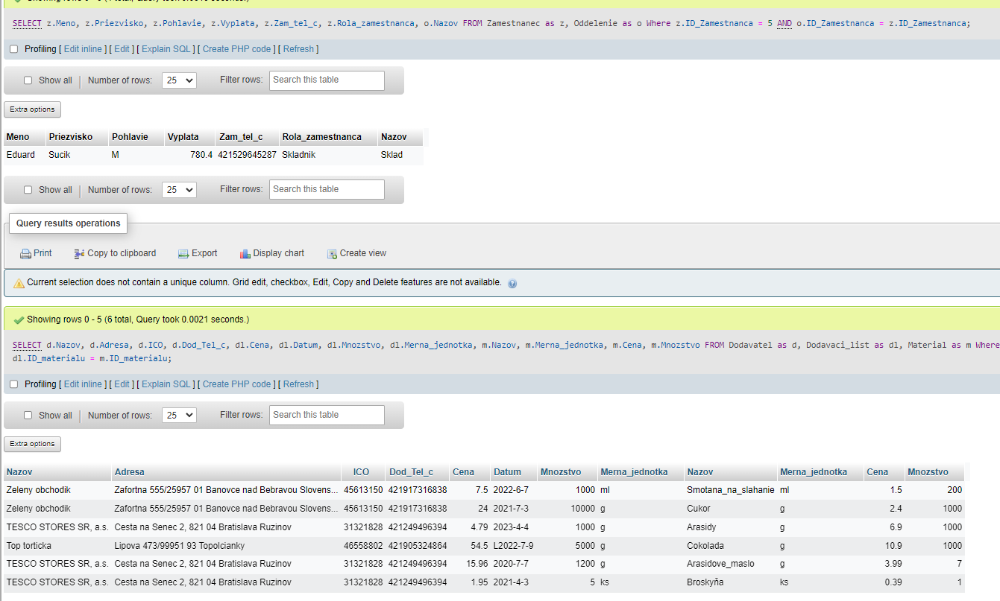 SELECT z.Meno, z.Priezvisko, z.Pohlavie, z.Vyplata, z.Zam_tel_c, z.Rola_zamestnanca, o.Nazov FROM Zamestnanec as z, Oddelenie as o Where z.ID_Zamestnanca = 5 AND o.ID_Zamestnanca = z.ID_Zamestnanca;
Profiling [ Edit inline ] [ Edit ] [ Explain SQL ] [ Create PHP code ] [ Refresh ]
Show all Number of rows: 25 Filter rows: Search this table
Extra options
Meno Priezvisko Pohlavie Vyplata Zam_tel_c Rola_zamestnanca Nazov
Eduard Sucik M 780.4 421529645287 Skladnik Sklad
Show all Number of rows: 25 Filter rows: Search this table
Query results operations
Print Copy to clipboard Export Display chart Create view
Current selection does not contain a unique column. Grid edit, checkbox, Edit, Copy and Delete features are not available.
Showing rows 0 - 5 (6 total, Query took 0.0021 seconds.)
SELECT d.Nazov, d.Adresa, d.ICO, d.Dod_Tel_c, dl.Cena, dl.Datum, dl.Mnozstvo, dl.Merna_jednotka, m.Nazov, m.Merna_jednotka, m.Cena, m.Mnozstvo FROM Dodavatel as d, Dodavaci_list as dl, Material as m Where
dl.ID_materialu = m.ID_materialu;
Profiling [ Edit inline ] [ Edit ] [ Explain SQL ] [ Create PHP code ] [ Refresh ]
Show all Number of rows: 25 Filter rows: Search this table
Extra options
Nazov Adresa ICO Dod_Tel_c Cena Datum Mnozstvo Merna_jednotka Nazov Merna_jednotka Cena Mnozstvo
Zeleny obchodik Zafortna 555/25957 01 Banovce nad Bebravou Slovens... 45613150 421917316838 7.5 2022-6-7 1000 ml Smotana_na_slahanie ml 1.5 200
Zeleny obchodik Zafortna 555/25957 01 Banovce nad Bebravou Slovens... 45613150 421917316838 24 2021-7-3 10000 g Cukor g 2.4 1000
TESCO STORES SR, a.s. Cesta na Senec 2, 821 04 Bratislava Ruzinov 31321828 421249496394 4.79 2023-4-4 1000 g Arasidy g 6.9 1000
Top torticka Lipova 473/99951 93 Topolcianky 46558802 421905324864 54.5 L2022-7-9 5000 g Cokolada g 10.9 1000
TESCO STORES SR, a.s. Cesta na Senec 2, 821 04 Bratislava Ruzinov 31321828 421249496394 15.96 2020-7-7 1200 g Arasidove_maslo g 3.99 7
TESCO STORES SR, a.s. Cesta na Senec 2, 821 04 Bratislava Ruzinov 31321828 421249496394 1.95 2021-4-3 5 ks Broskyňa ks 0.39 1